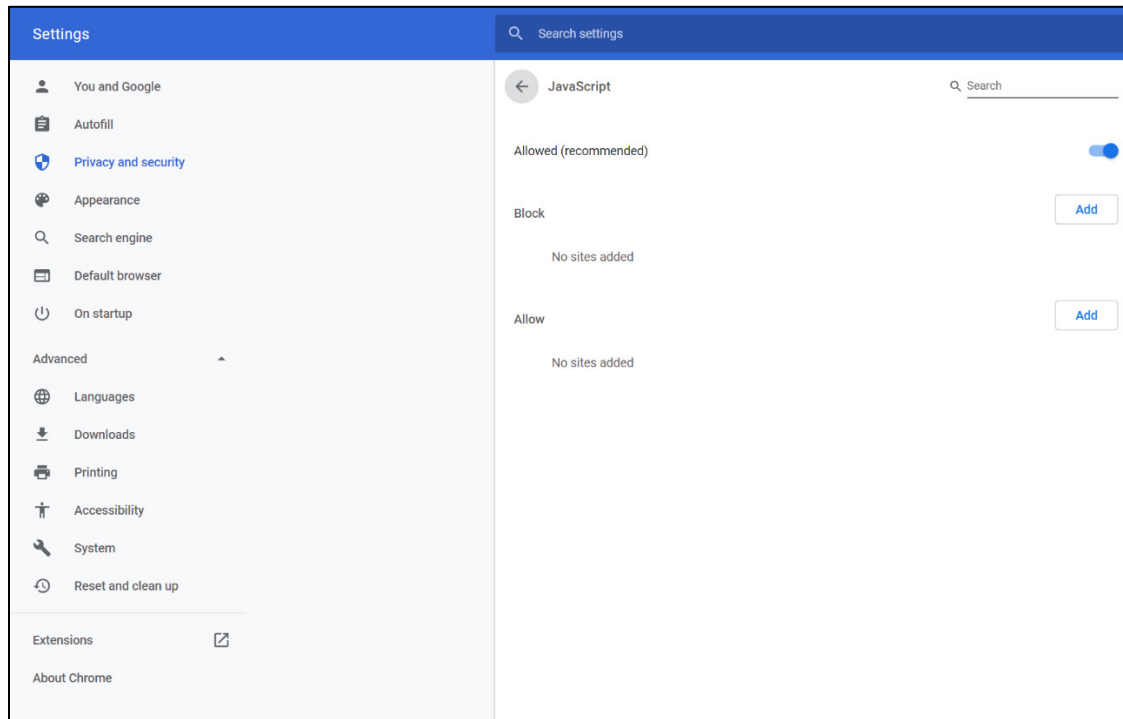 Settings
Search settings
You and Google
Autofill
Privacy and security
Appearance
Search engine
Default browser
On startup
Advanced
Languages
Downloads
Printing
Accessibility
System
Reset and clean up
Extensions
About Chrome
JavaScript
Search
Allowed (recommended)
Block
Add
No sites added
Allow
Add
No sites added